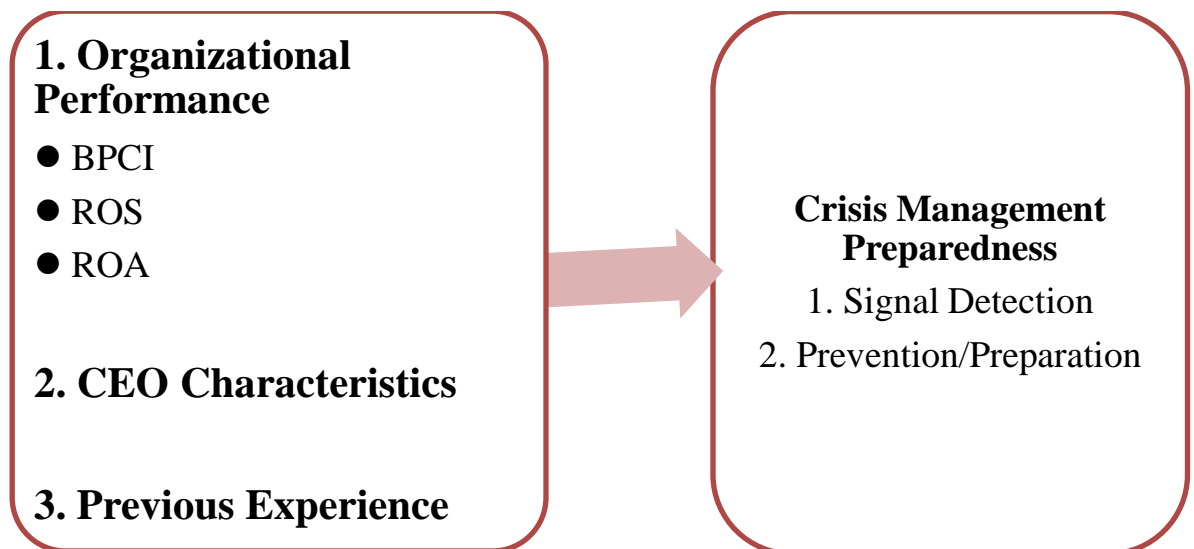 1. Organizational
Performance
● BPCI
● ROS
● ROA
2. CEO Characteristics
3. Previous Experience
Crisis Management
Preparedness
1. Signal Detection
2. Prevention/Preparation